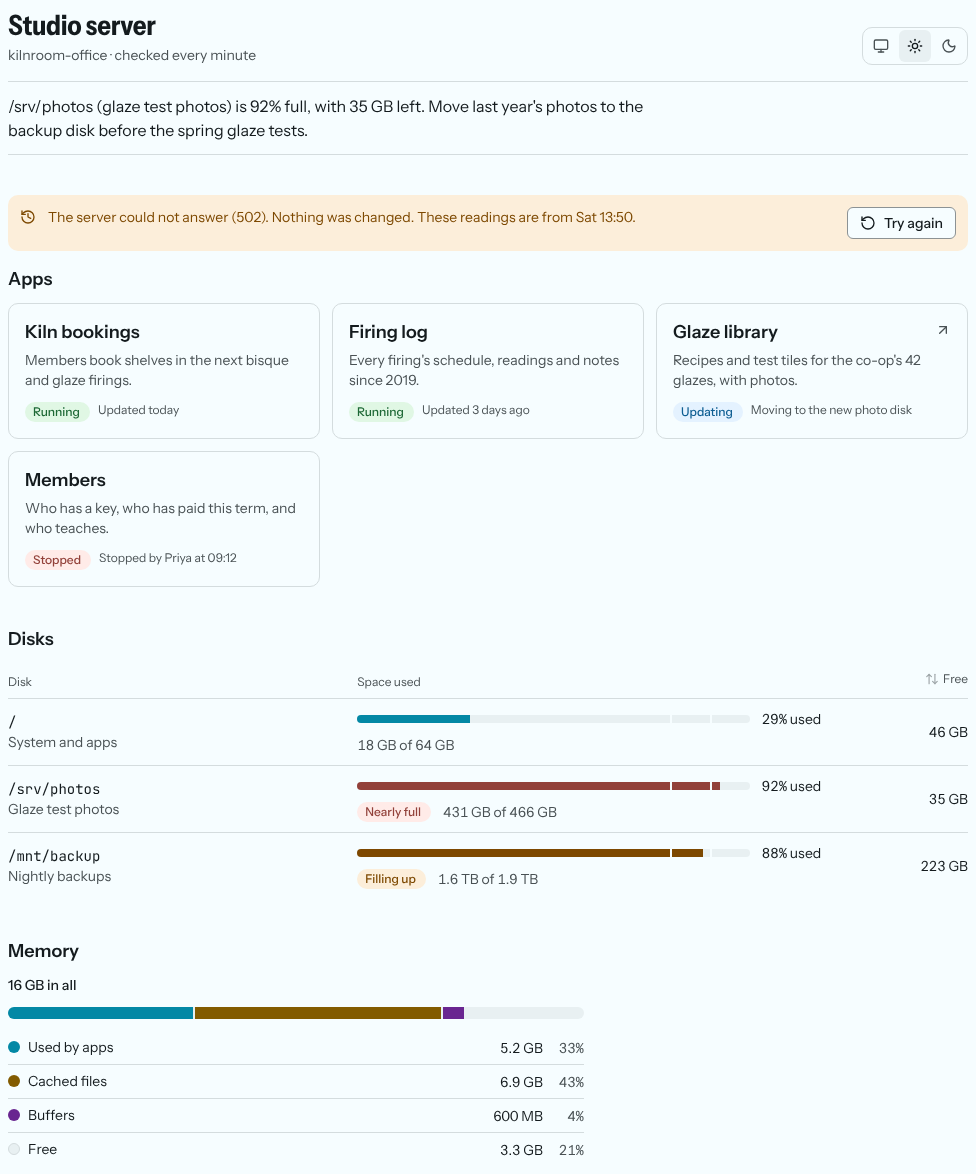 Studio server
kilnroom-office · checked every minute
/srv/photos (glaze test photos) is 92% full, with 35 GB left. Move last year's photos to the
backup disk before the spring glaze tests.
The server could not answer (502). Nothing was changed. These readings are from Sat 13:50.
Try again
Apps
Kiln bookings
Members book shelves in the next bisque
and glaze firings.
Running Updated today
Firing log
Every firing's schedule, readings and notes
since 2019.
Running Updated 3 days ago
Glaze library
Recipes and test tiles for the co-op's 42
glazes, with photos.
Updating Moving to the new photo disk
Members
Who has a key, who has paid this term, and
who teaches.
Stopped Stopped by Priya at 09:12
Disks
Disk Space used Free
/
System and apps
29% used
18 GB of 64 GB
46 GB
/srv/photos
Glaze test photos
92% used
Nearly full 431 GB of 466 GB
35 GB
/mnt/backup
Nightly backups
88% used
Filling up 1.6 TB of 1.9 TB
223 GB
Memory
16 GB in all
Used by apps 5.2 GB 33%
Cached files 6.9 GB 43%
Buffers 600 MB 4%
Free 3.3 GB 21%